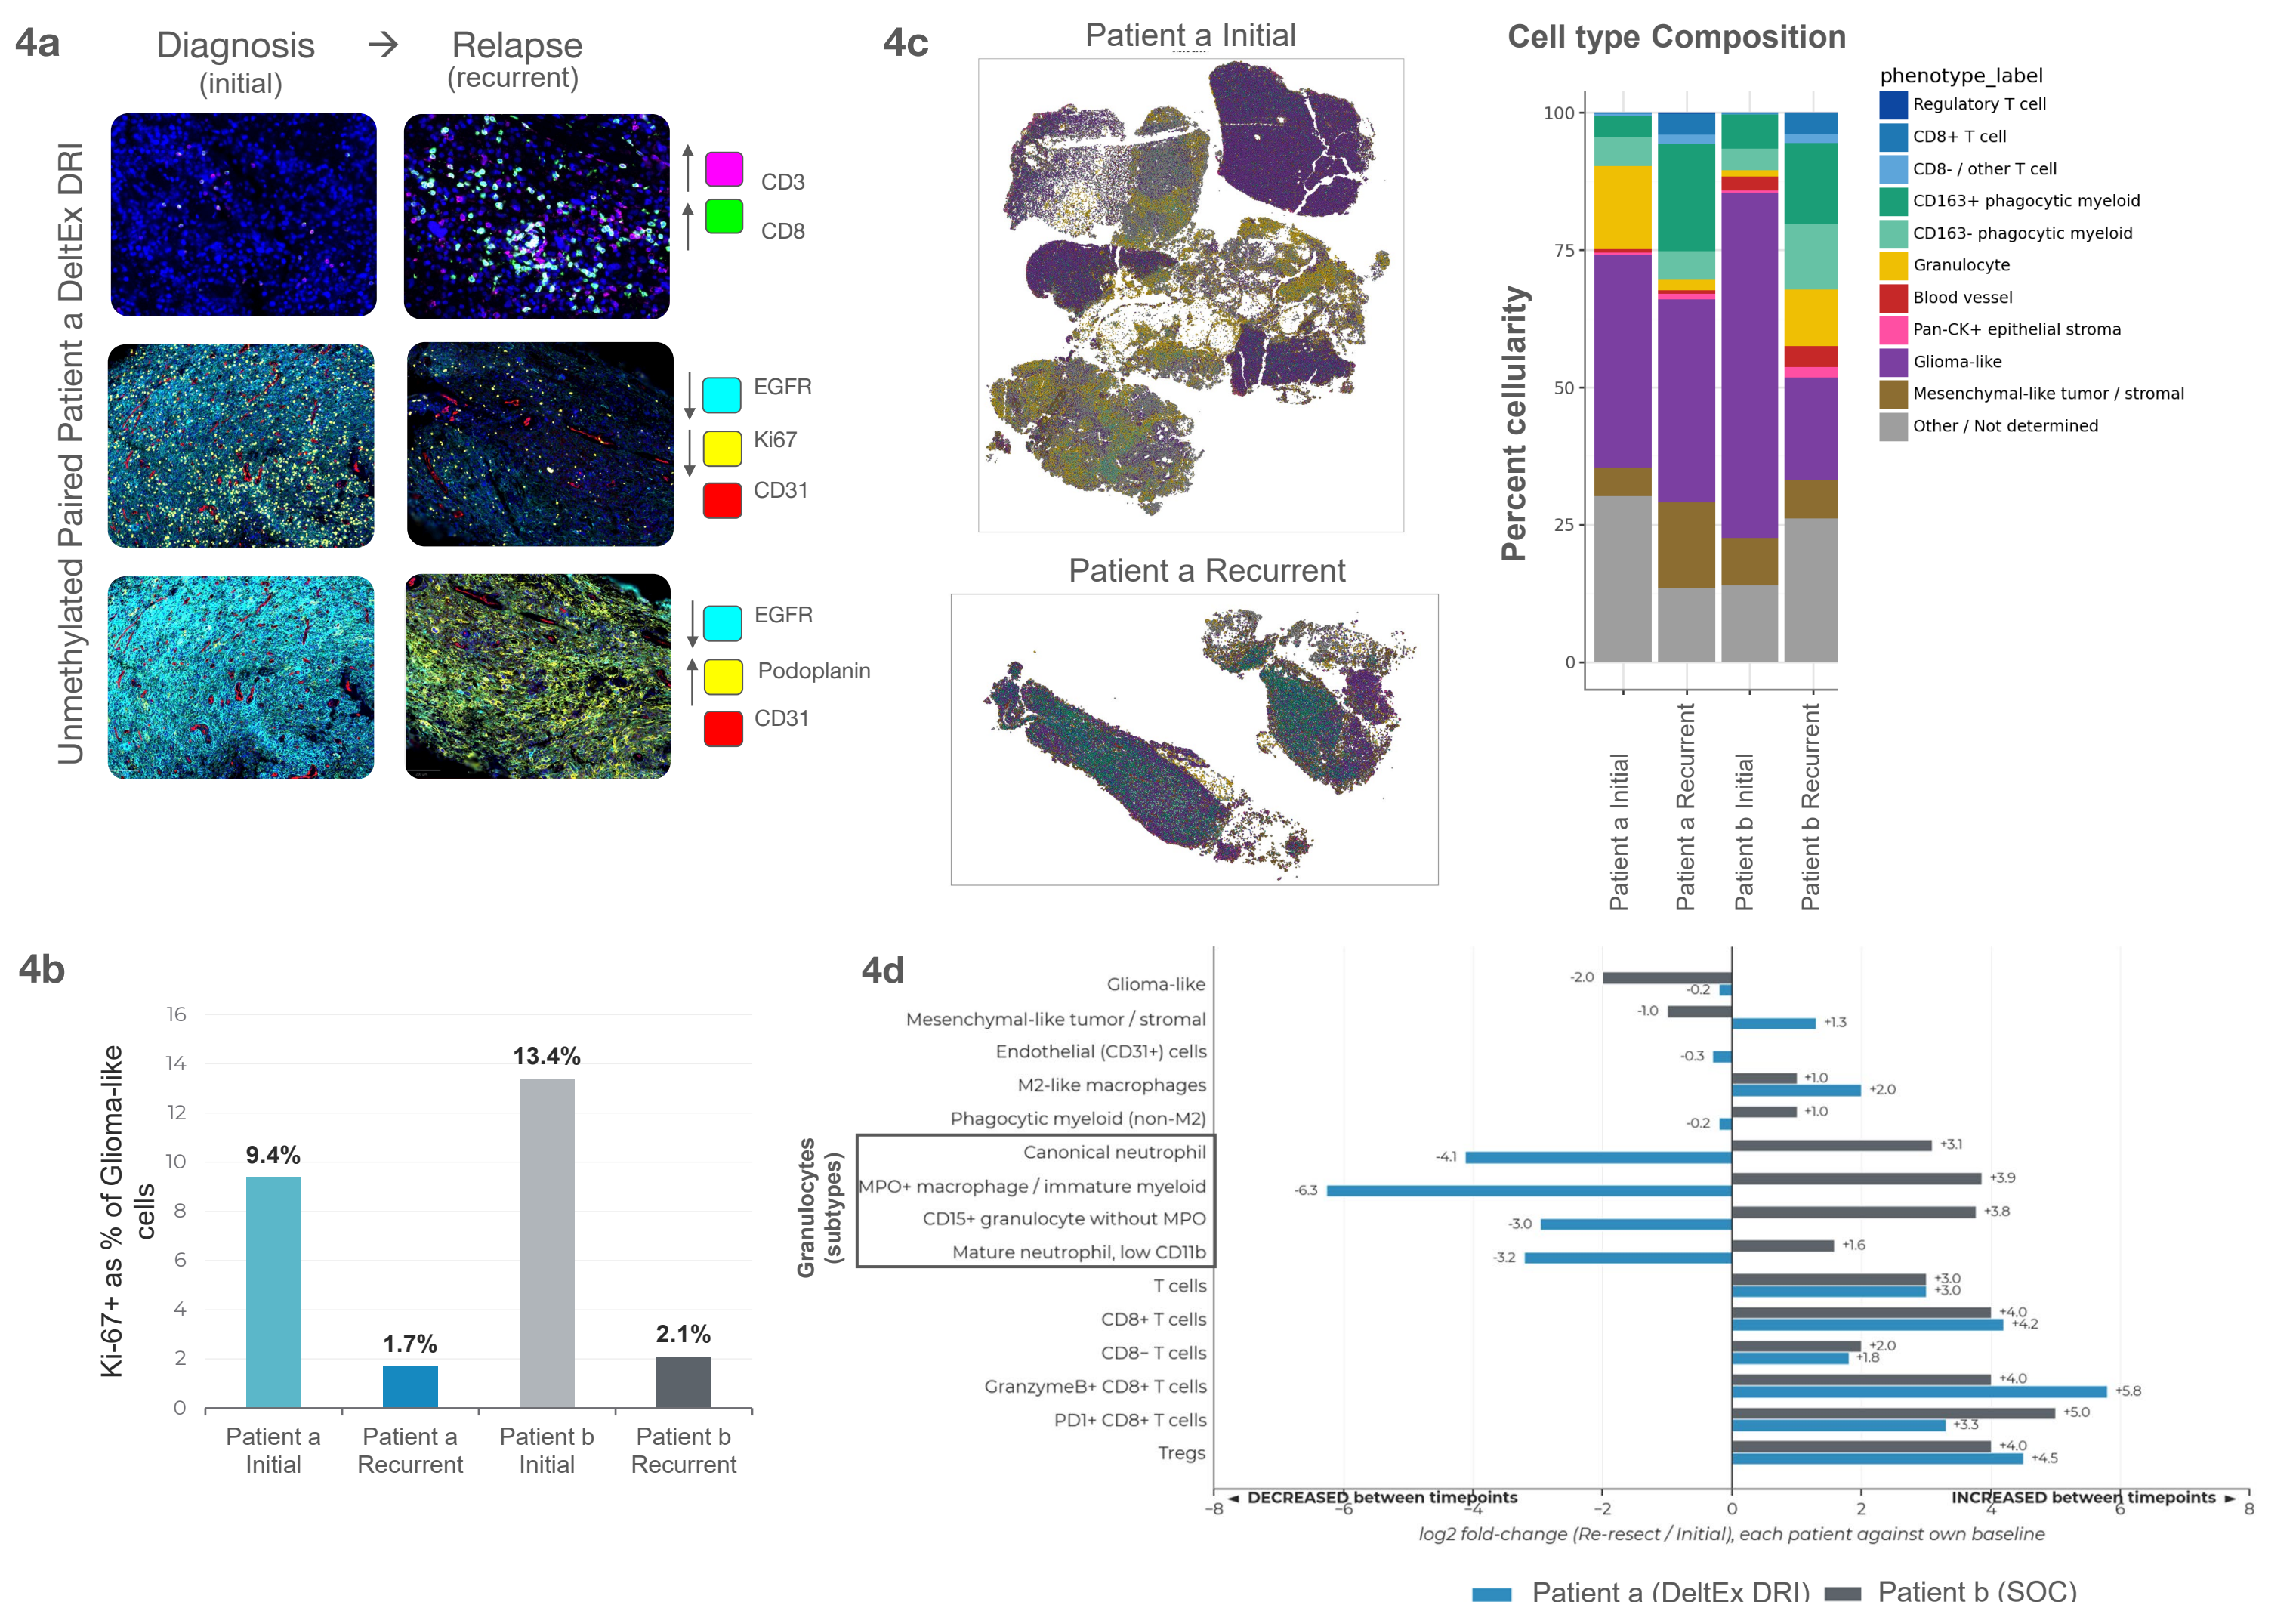 4a
Diagnosis → Relapse
(initial) (recurrent)
Unmethylated Paired Patient a DeltEx DRI
CD3
CD8
EGFR
Ki67
CD31
EGFR
Podoplanin
CD31
4c
Patient a Initial
Patient a Recurrent
Cell type Composition
Percent cellularity
100
75
50
25
0
Patient a Initial
Patient a Recurrent
Patient b Initial
Patient b Recurrent
phenotype_label
Regulatory T cell
CD8+ T cell
CD8- / other T cell
CD163+ phagocytic myeloid
CD163- phagocytic myeloid
Granulocyte
Blood vessel
Pan-CK+ epithelial stroma
Glioma-like
Mesenchymal-like tumor / stromal
Other / Not determined
4b
Ki-67+ as % of Glioma-like
cells
16
14
12
10
8
6
4
2
0
9.4%
1.7%
13.4%
2.1%
Patient a
Initial
Patient a
Recurrent
Patient b
Initial
Patient b
Recurrent
4d
Granulocytes
(subtypes)
Glioma-like -2.0 -0.2
Mesenchymal-like tumor / stromal -1.0 +1.3
Endothelial (CD31+) cells -0.3
M2-like macrophages +1.0 +2.0
Phagocytic myeloid (non-M2) +1.0 -0.2
Canonical neutrophil +3.1 -4.1
MPO+ macrophage / immature myeloid +3.9 -6.3
CD15+ granulocyte without MPO +3.8 -3.0
Mature neutrophil, low CD11b +1.6 -3.2
T cells +3.0 +3.0
CD8+ T cells +4.0 +4.2
CD8− T cells +2.0 +1.8
GranzymeB+ CD8+ T cells +4.0 +5.8
PD1+ CD8+ T cells +5.0 +3.3
Tregs +4.0 +4.5
◄ DECREASED between timepoints INCREASED between timepoints ►
−8 −6 −4 −2 0 2 4 6 8
log2 fold-change (Re-resect / Initial), each patient against own baseline
Patient a (DeltEx DRI) Patient b (SOC)